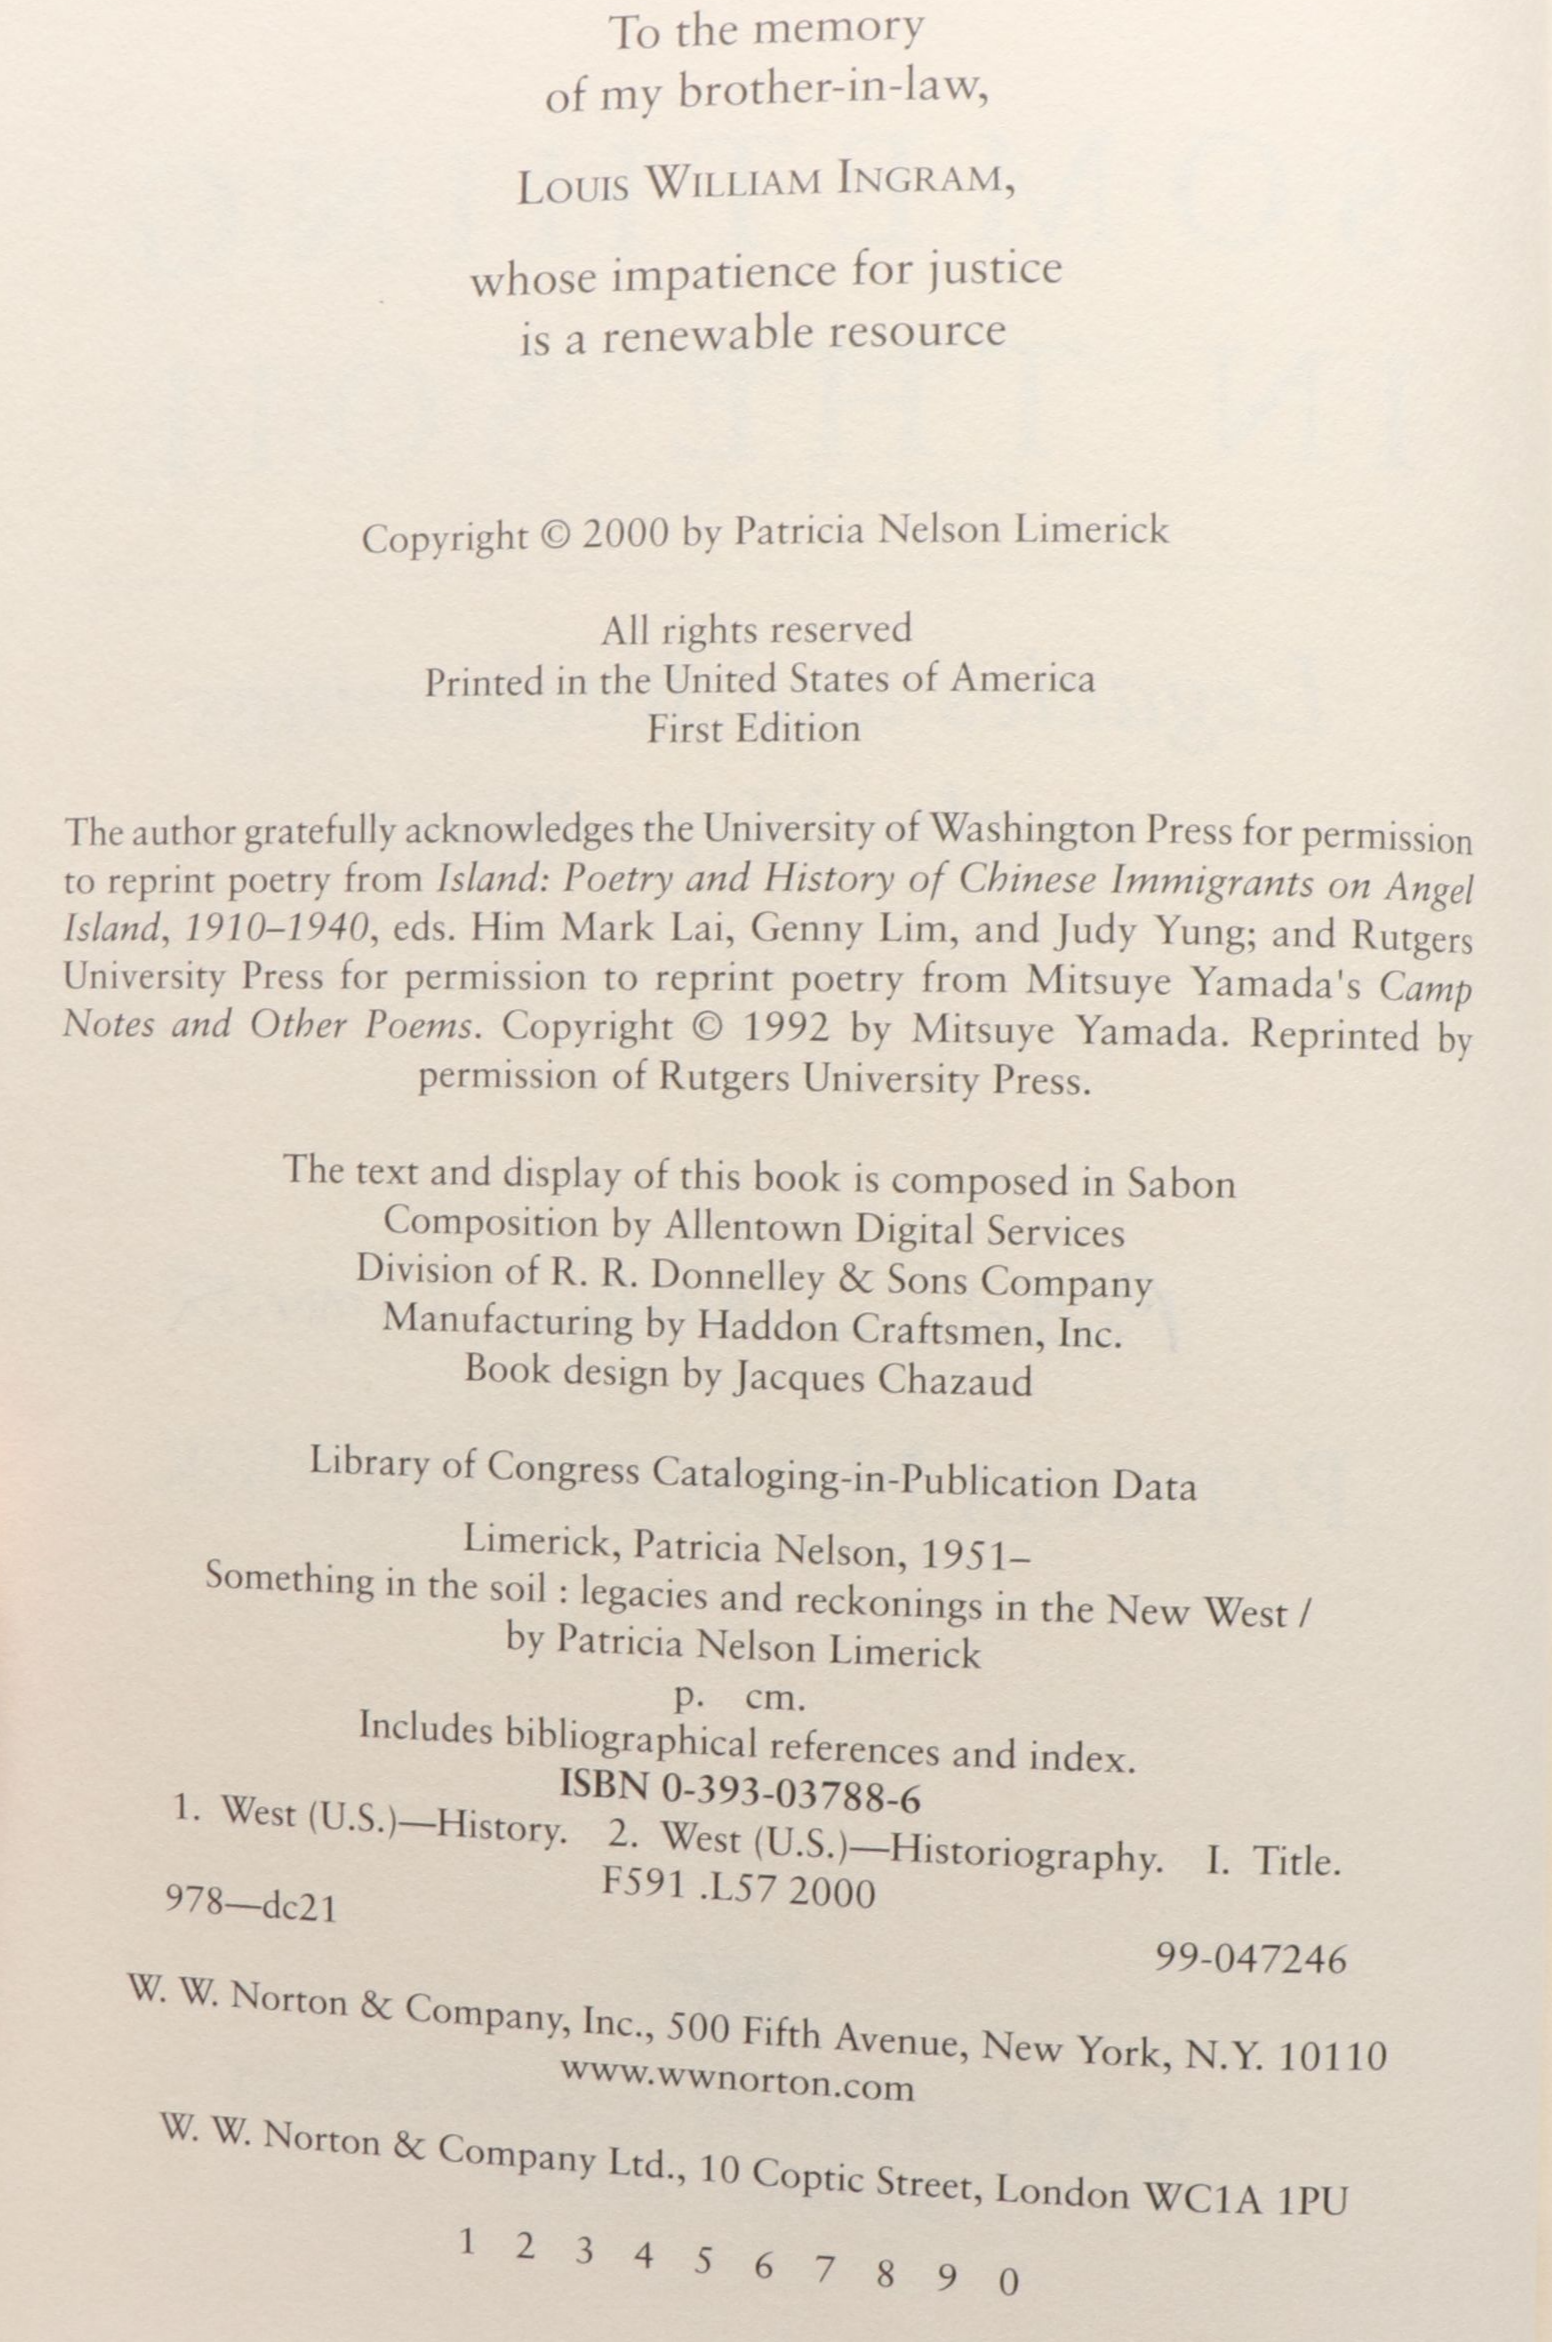 To the memory
of my brother-in-law,
LOUIS WILLIAM INGRAM,
whose impatience for justice
is a renewable resource
Copyright © 2000 by Patricia Nelson Limerick
All rights reserved
Printed in the United States of America
First Edition
The author gratefully acknowledges the University of Washington Press for permission
to reprint poetry from Island: Poetry and History of Chinese Immigrants on Angel
Island, 1910–1940, eds. Him Mark Lai, Genny Lim, and Judy Yung; and Rutgers
University Press for permission to reprint poetry from Mitsuye Yamada's Camp
Notes and Other Poems. Copyright © 1992 by Mitsuye Yamada. Reprinted by
permission of Rutgers University Press.
The text and display of this book is composed in Sabon
Composition by Allentown Digital Services
Division of R. R. Donnelley & Sons Company
Manufacturing by Haddon Craftsmen, Inc.
Book design by Jacques Chazaud
Library of Congress Cataloging-in-Publication Data
Limerick, Patricia Nelson, 1951–
Something in the soil : legacies and reckonings in the New West /
by Patricia Nelson Limerick
p. cm.
Includes bibliographical references and index.
ISBN 0-393-03788-6
1. West (U.S.)—History. 2. West (U.S.)—Historiography. I. Title.
F591 .L57 2000
978—dc21
99-047246
W. W. Norton & Company, Inc., 500 Fifth Avenue, New York, N.Y. 10110
www.wwnorton.com
W. W. Norton & Company Ltd., 10 Coptic Street, London WC1A 1PU
1 2 3 4 5 6 7 8 9 0